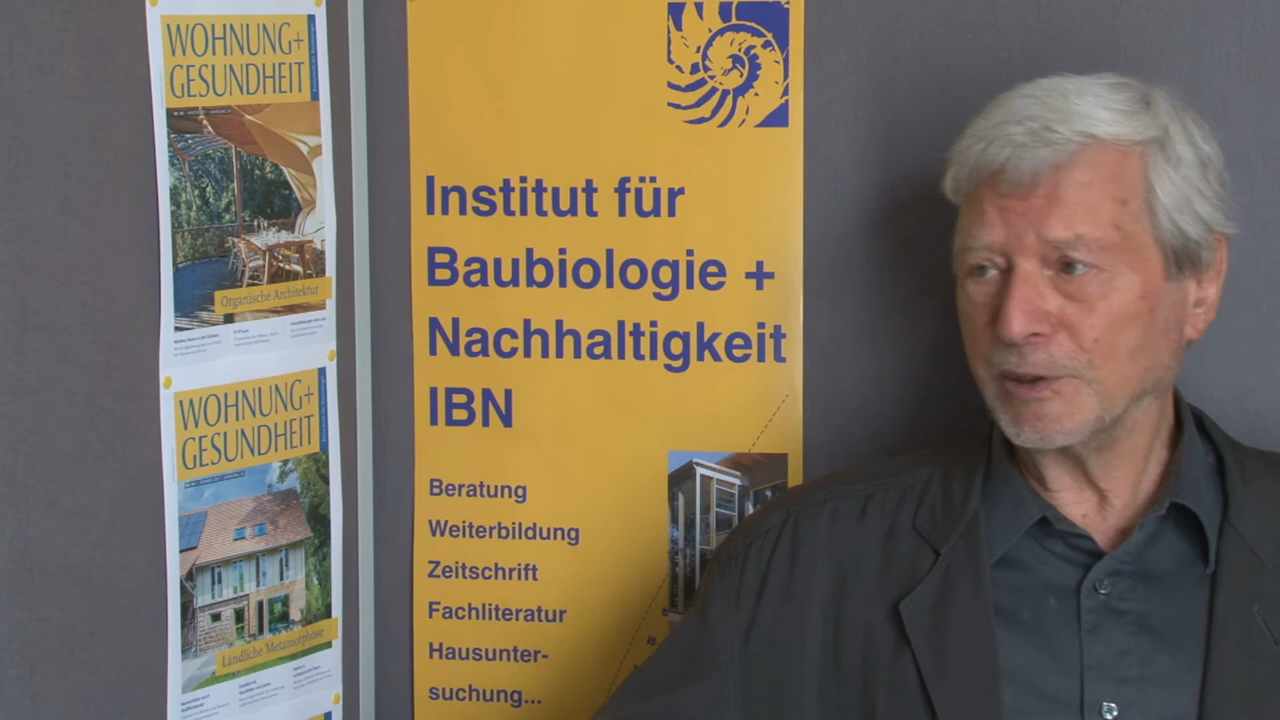 WOHNUNG+
GESUNDHEIT
Organische Architektur
WOHNUNG+
GESUNDHEIT
Ländliche Metamorphose
Institut für
Baubiologie +
Nachhaltigkeit
IBN
Beratung
Weiterbildung
Zeitschrift
Fachliteratur
Hausunter-
suchung...